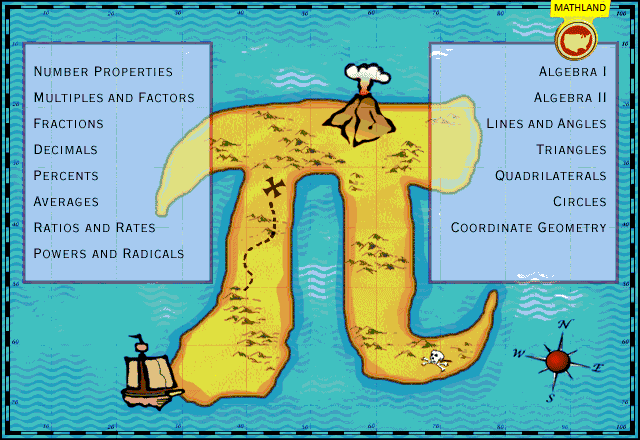 MATHLAND
NUMBER PROPERTIES
MULTIPLES AND FACTORS
FRACTIONS
DECIMALS
PERCENTS
AVERAGES
RATIOS AND RATES
POWERS AND RADICALS
ALGEBRA I
ALGEBRA II
LINES AND ANGLES
TRIANGLES
QUADRILATERALS
CIRCLES
COORDINATE GEOMETRY
N
W
E
S